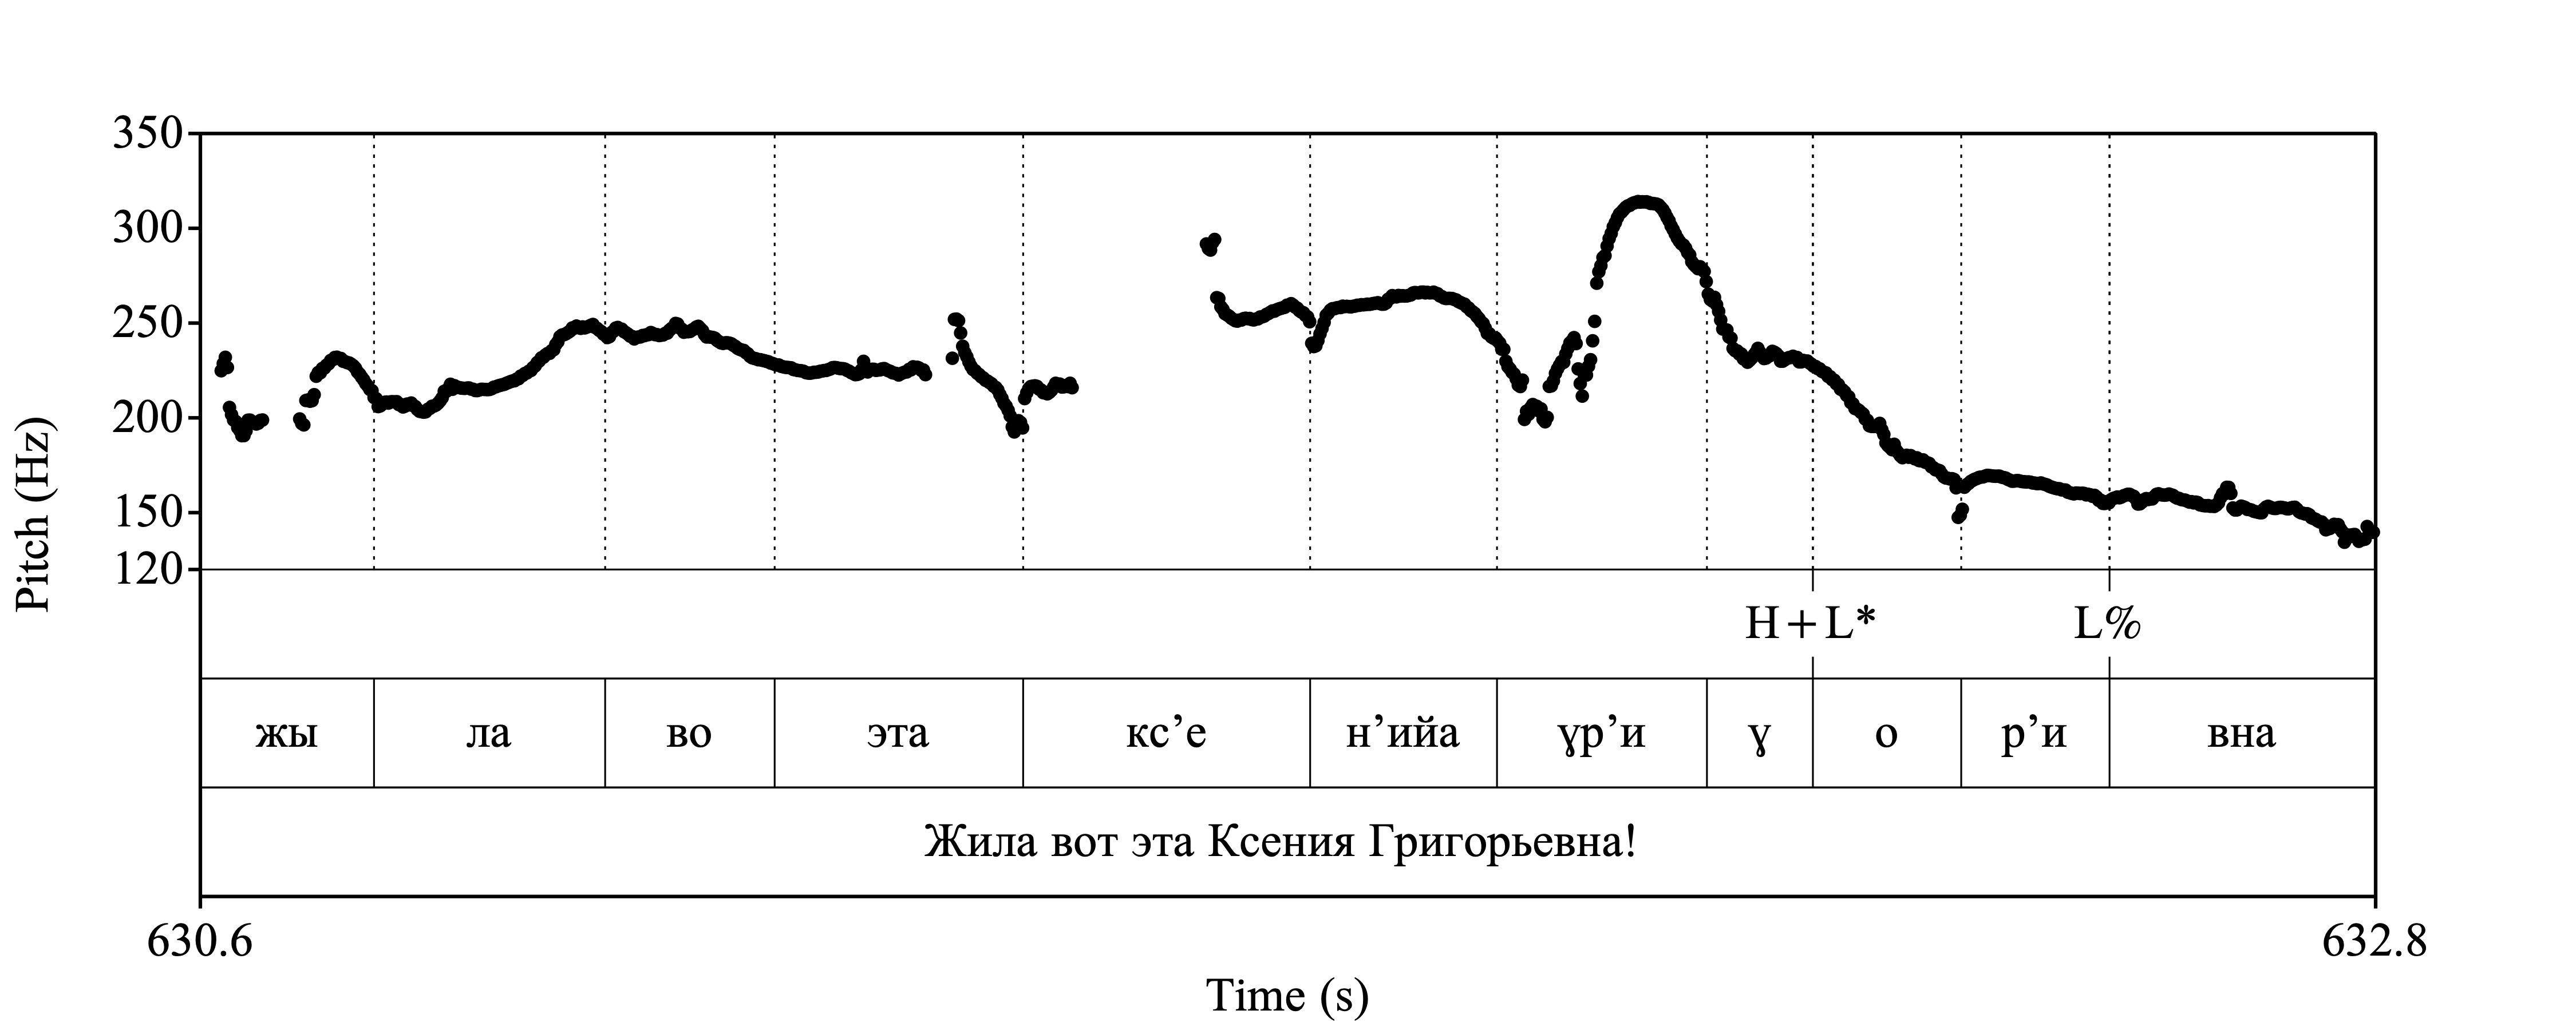 350
300
250
200
150
120
Pitch (Hz)
H+L* L%
жы ла во эта кс’е н’ийа ɣр’и ɣ о р’и вна
Жила вот эта Ксения Григорьевна!
630.6 632.8
Time (s)